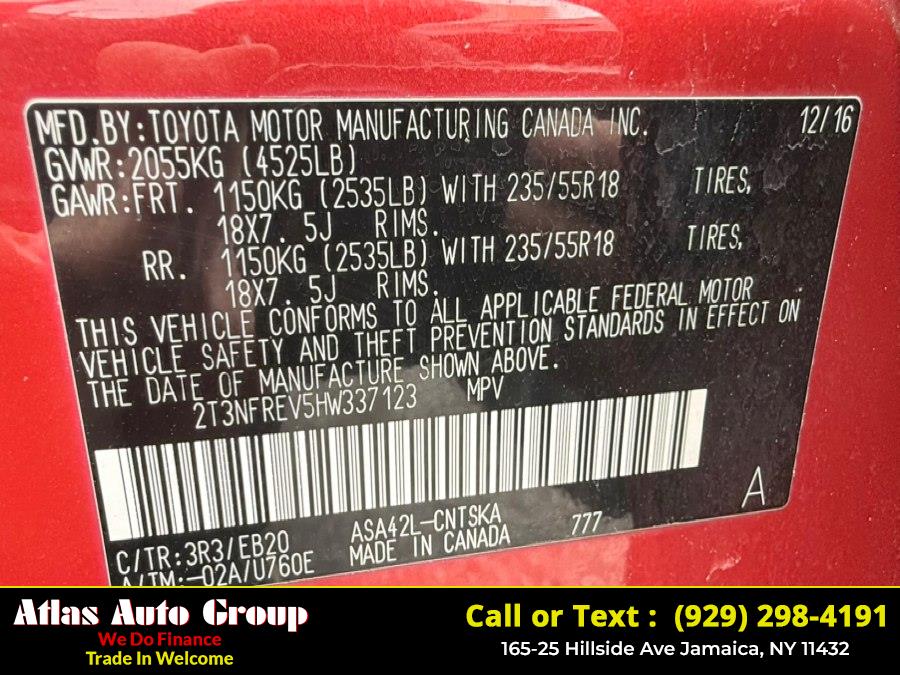 MFD.BY:TOYOTA MOTOR MANUFACTURING CANADA INC. 12/16
GVWR:2055KG (4525LB)
GAWR:FRT. 1150KG (2535LB) WITH 235/55R18 TIRES,
18X7. 5J RIMS.
RR. 1150KG (2535LB) WITH 235/55R18 TIRES,
18X7. 5J RIMS.
THIS VEHICLE CONFORMS TO ALL APPLICABLE FEDERAL MOTOR
VEHICLE SAFETY AND THEFT PREVENTION STANDARDS IN EFFECT ON
THE DATE OF MANUFACTURE SHOWN ABOVE.
2T3NFREV5HW337123 MPV
A
ASA42L-CNTSKA 777
C/TR:3R3/EB20 MADE IN CANADA
A/TM:-02A/U760E
Atlas Auto Group
We Do Finance
Trade In Welcome
Call or Text : (929) 298-4191
165-25 Hillside Ave Jamaica, NY 11432